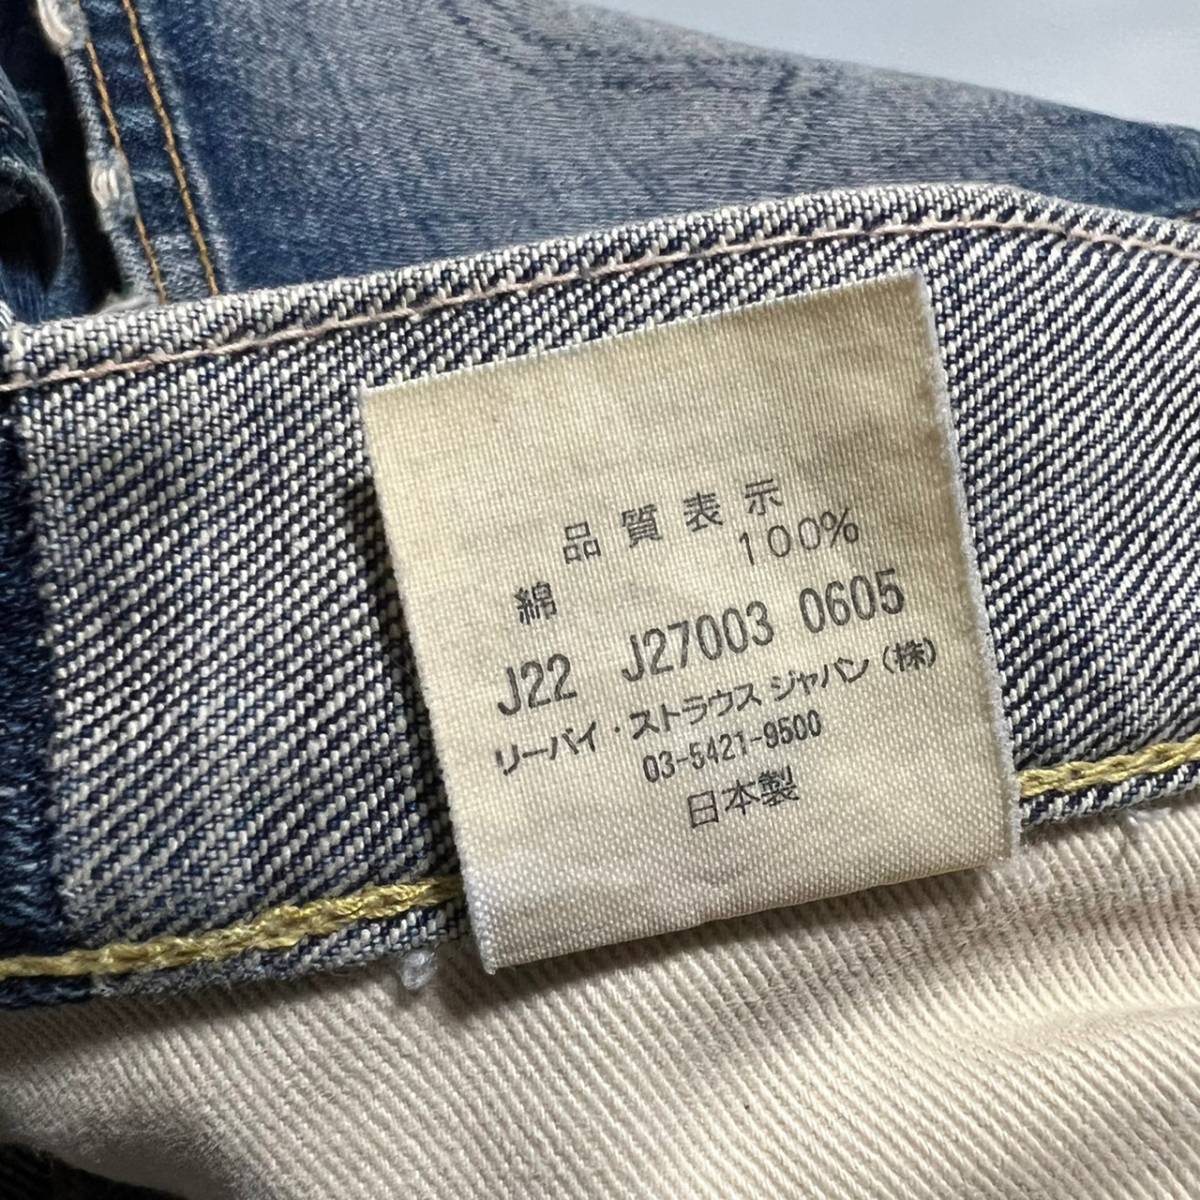 品質表示
綿 100%
J22 J27003 0605
リーバイ・ストラウス ジャパン(株)
03-5421-9500
日本製